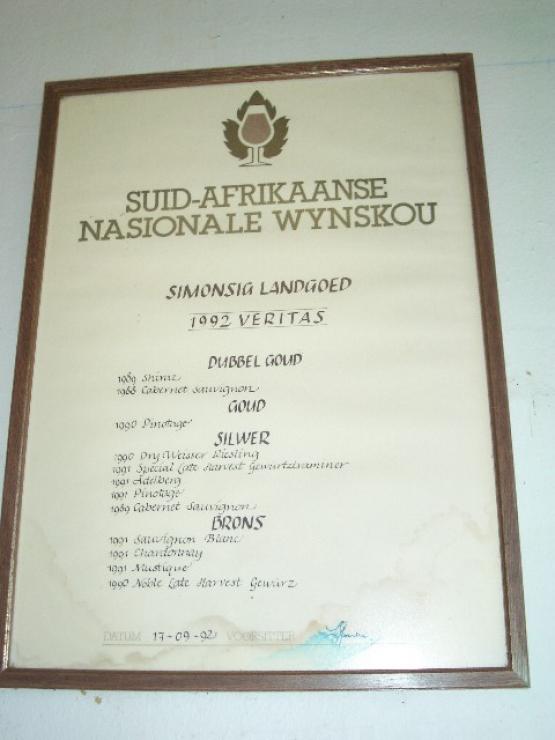 SUID-AFRIKAANSE
NASIONALE WYNSKOU
SIMONSIG LANDGOED
1992 VERITAS
DUBBEL GOUD
1989 Shiraz
1988 Cabernet Sauvignon
GOUD
1990 Pinotage
SILWER
1990 Dry Weisser Riesling
1991 Special Late Harvest Gewurtzraminer
1991 Adelberg
1991 Pinotage
1989 Cabernet Sauvignon
BRONS
1991 Sauvignon Blanc
1991 Chardonnay
1991 Mustique
1990 Noble Late Harvest Gewürz
DATUM 17-09-92 VOORSITTER